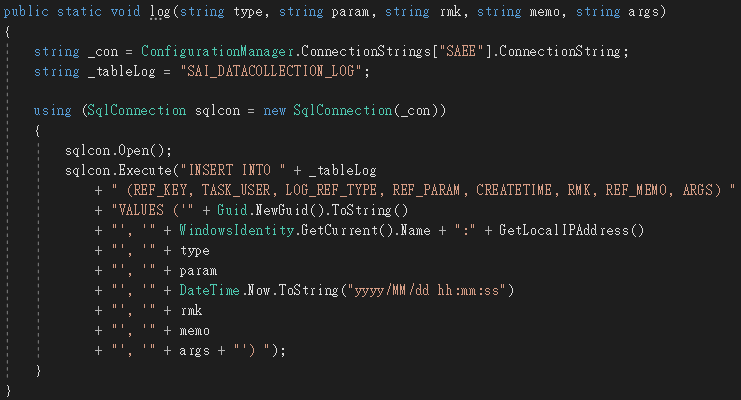 public static void log(string type, string param, string rmk, string memo, string args)
{
string _con = ConfigurationManager.ConnectionStrings["SAEE"].ConnectionString;
string _tableLog = "SAI_DATACOLLECTION_LOG";
using (SqlConnection sqlcon = new SqlConnection(_con))
{
sqlcon.Open();
sqlcon.Execute("INSERT INTO " + _tableLog
+ " (REF_KEY, TASK_USER, LOG_REF_TYPE, REF_PARAM, CREATETIME, RMK, REF_MEMO, ARGS) "
+ "VALUES ('" + Guid.NewGuid().ToString()
+ "', '" + WindowsIdentity.GetCurrent().Name + ":" + GetLocalIPAddress()
+ "', '" + type
+ "', '" + param
+ "', '" + DateTime.Now.ToString("yyyy/MM/dd hh:mm:ss")
+ "', '" + rmk
+ "', '" + memo
+ "', '" + args + "') ");
}
}